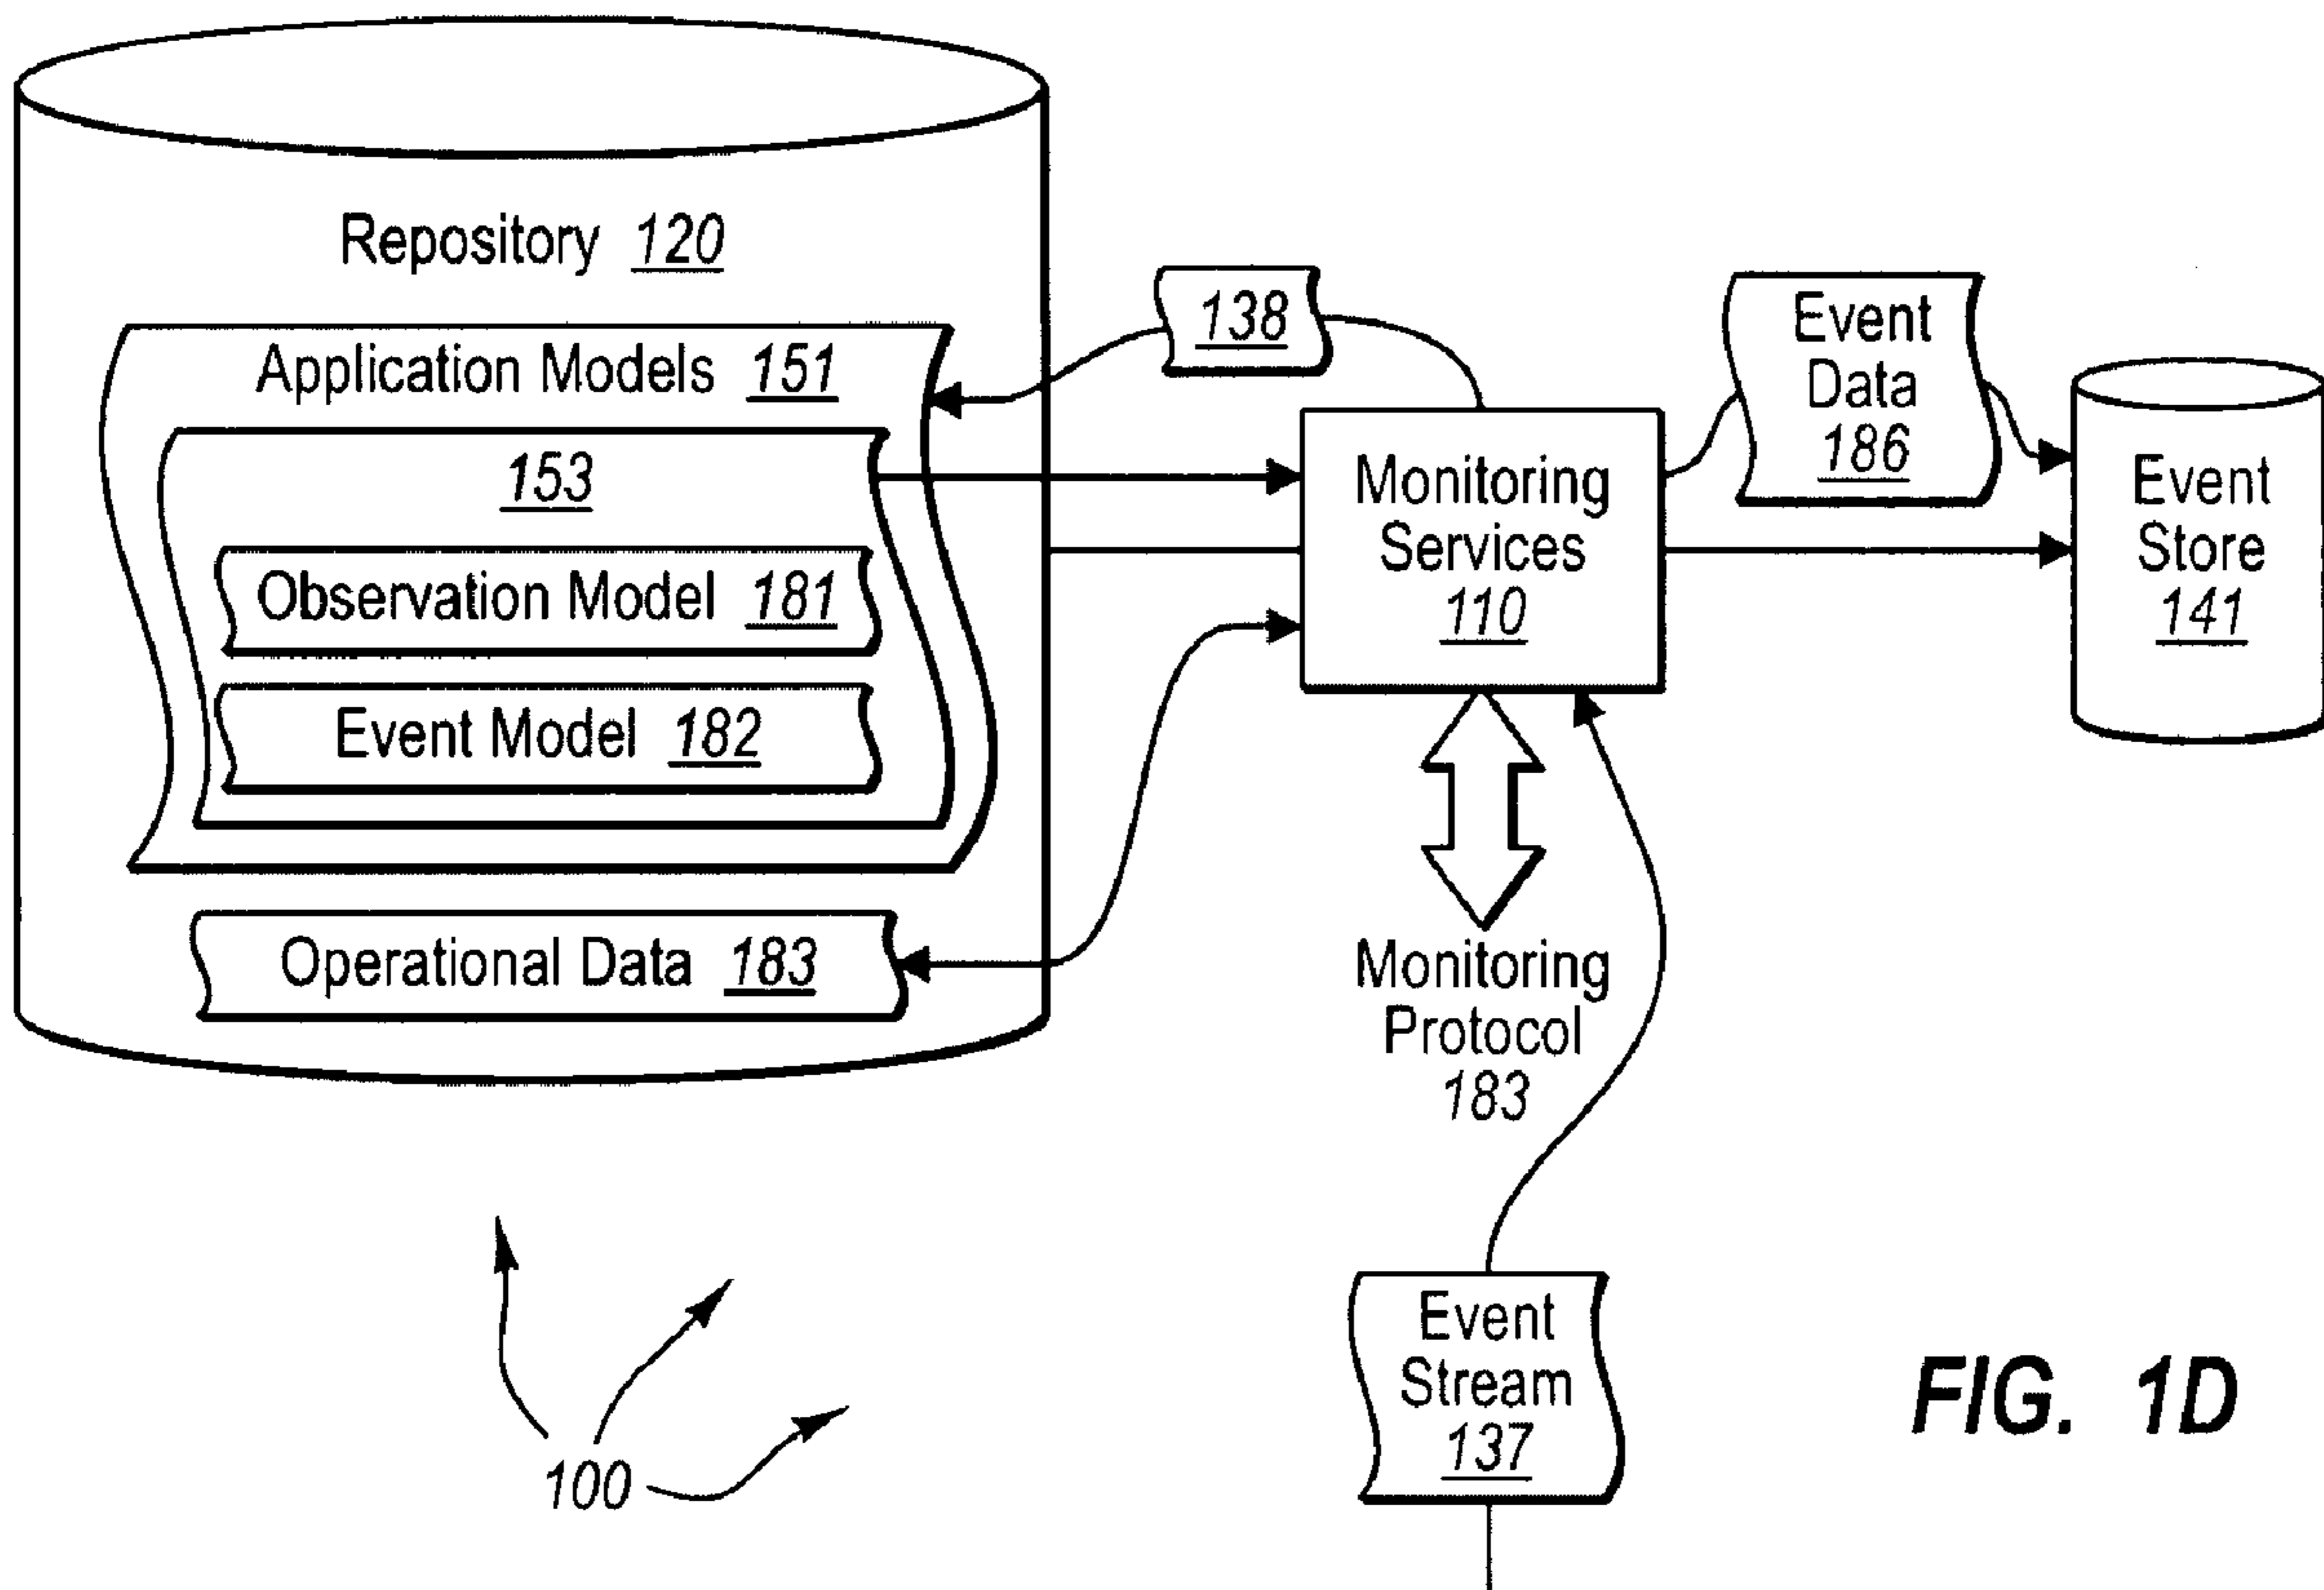 Repository 120
Application Models 151
153
Observation Model 181
Event Model 182
Operational Data 183
138
Monitoring
Services
110
Event
Data
186
Event
Store
141
Monitoring
Protocol
183
Event
Stream
137
100
FIG. 1D